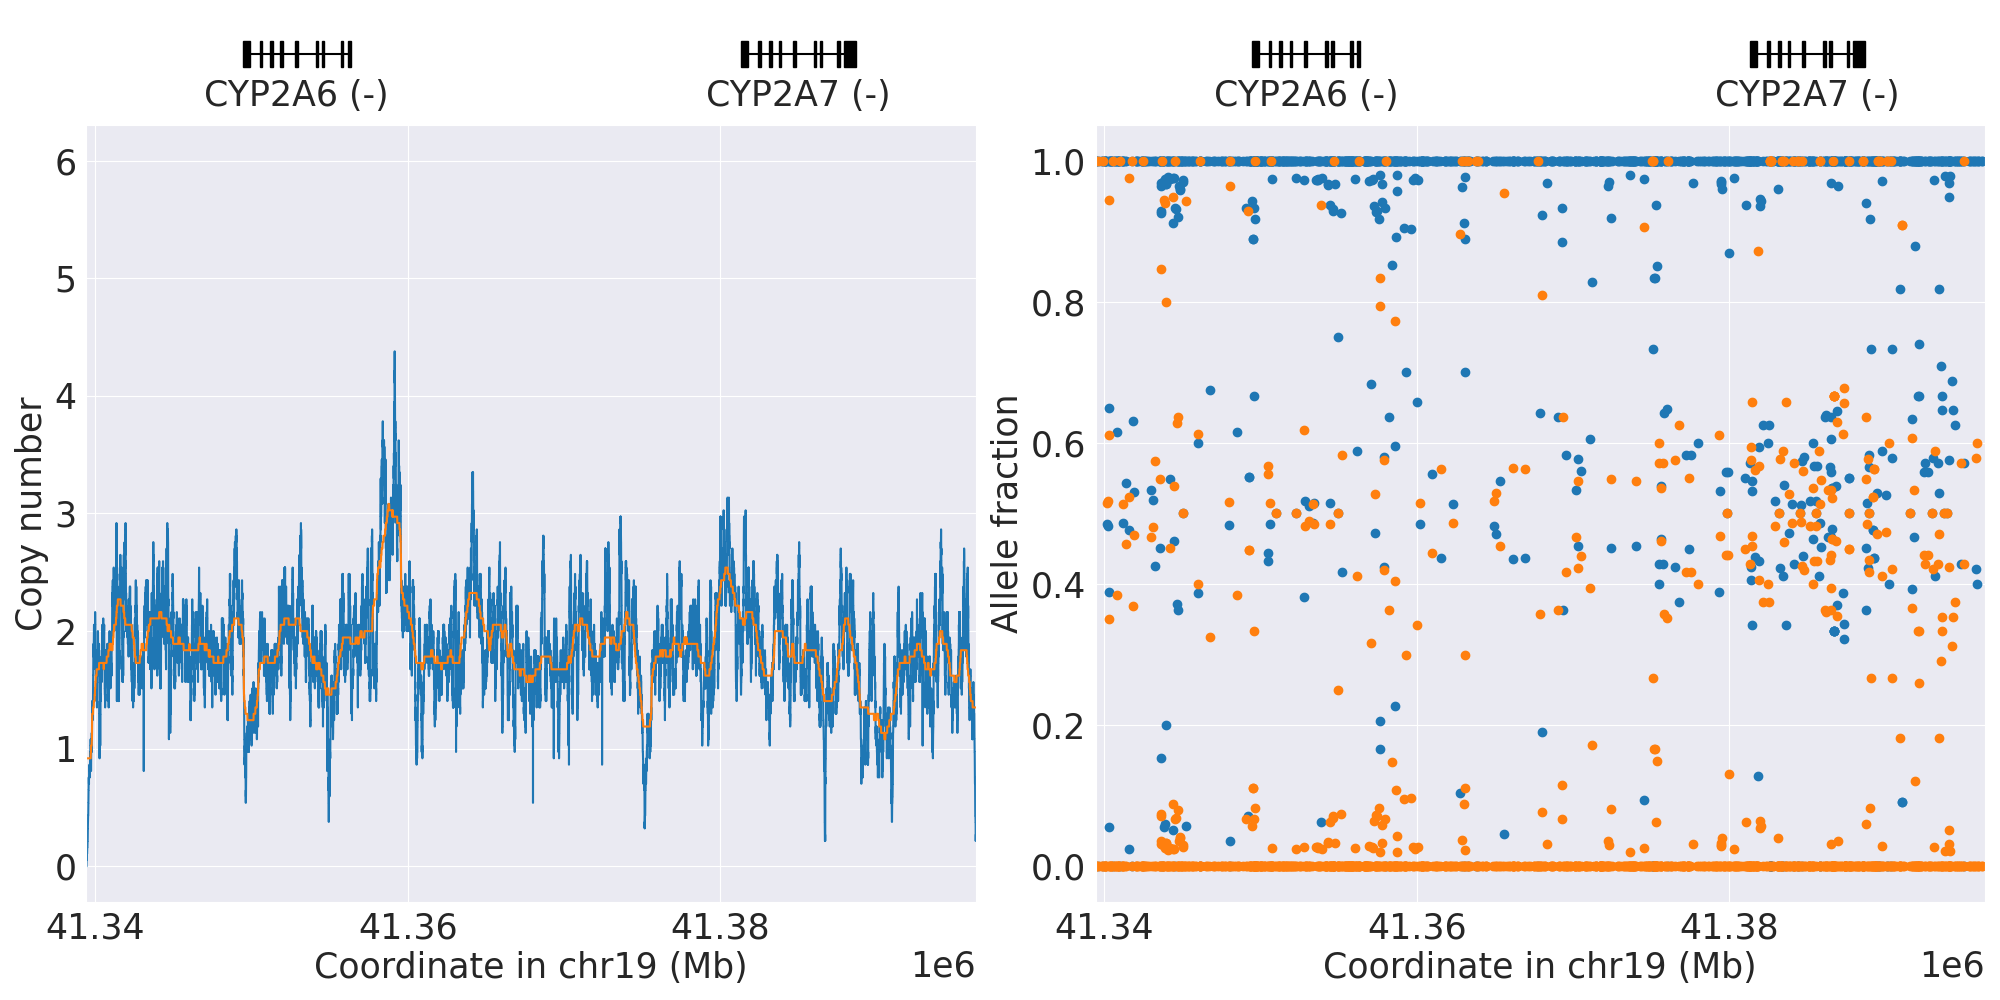 CYP2A6 (-)
CYP2A7 (-)
6
5
4
3
2
1
0
Copy number
41.34
41.36
41.38
Coordinate in chr19 (Mb)
1e6
CYP2A6 (-)
CYP2A7 (-)
1.0
0.8
0.6
0.4
0.2
0.0
Allele fraction
41.34
41.36
41.38
Coordinate in chr19 (Mb)
1e6